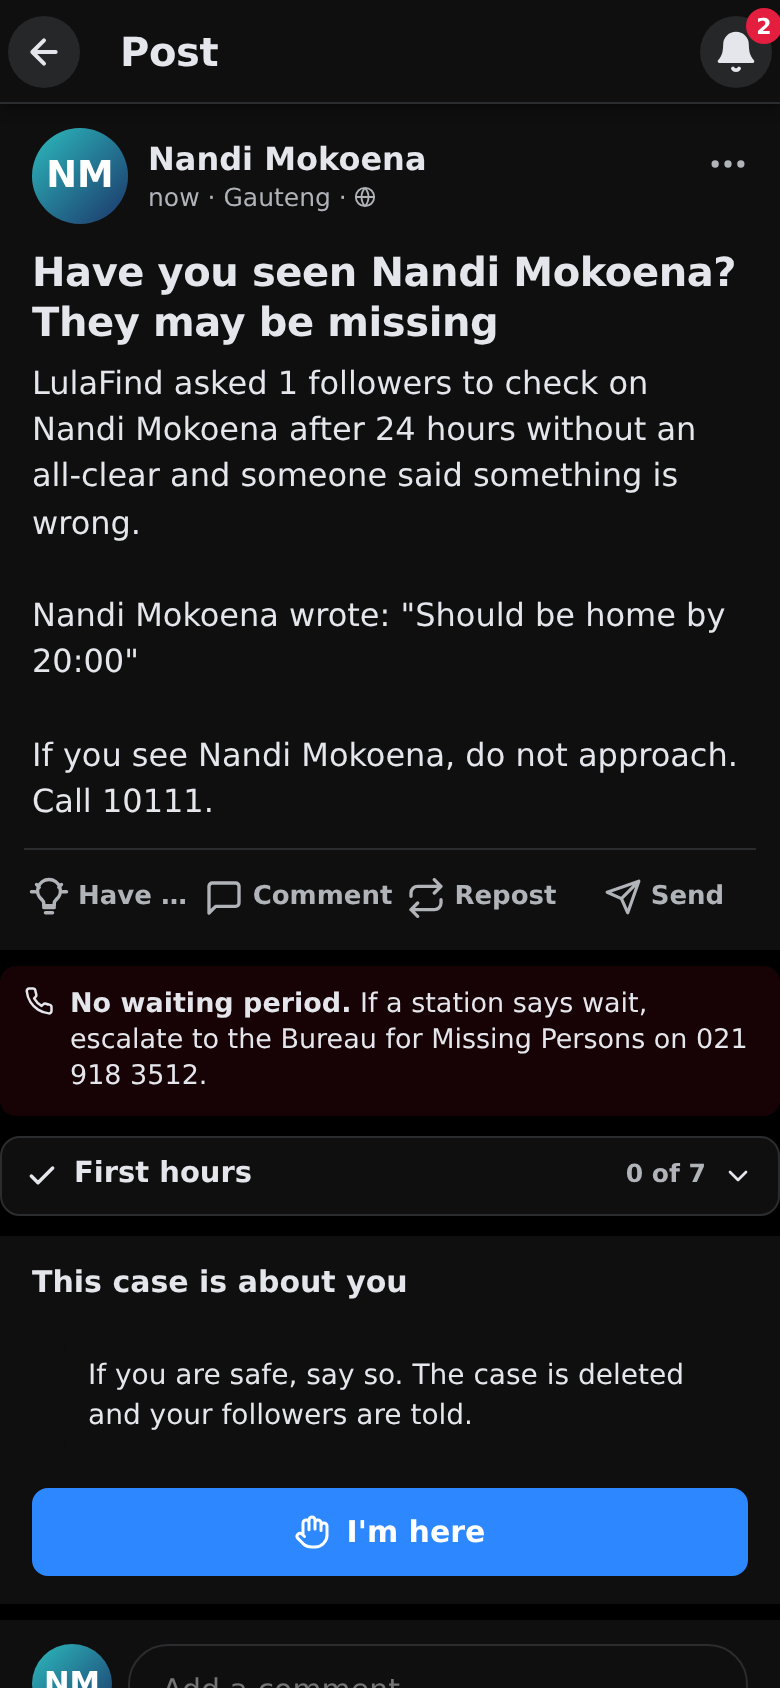 Post
2
NM
Nandi Mokoena
now · Gauteng ·
Have you seen Nandi Mokoena?
They may be missing
LulaFind asked 1 followers to check on
Nandi Mokoena after 24 hours without an
all-clear and someone said something is
wrong.
Nandi Mokoena wrote: "Should be home by
20:00"
If you see Nandi Mokoena, do not approach.
Call 10111.
Have ... Comment Repost Send
No waiting period. If a station says wait,
escalate to the Bureau for Missing Persons on 021
918 3512.
First hours 0 of 7
This case is about you
If you are safe, say so. The case is deleted
and your followers are told.
I'm here
NM
Add a comment